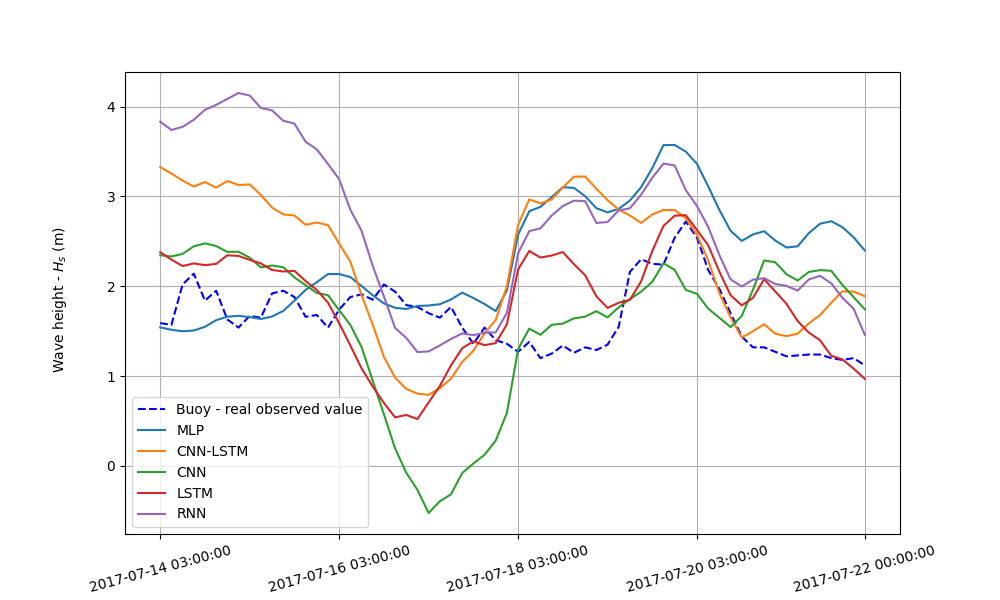 4
3
2
1
0
Wave height - Hs (m)
Buoy - real observed value
MLP
CNN-LSTM
CNN
LSTM
RNN
2017-07-14 03:00:00
2017-07-16 03:00:00
2017-07-18 03:00:00
2017-07-20 03:00:00
2017-07-22 00:00:00